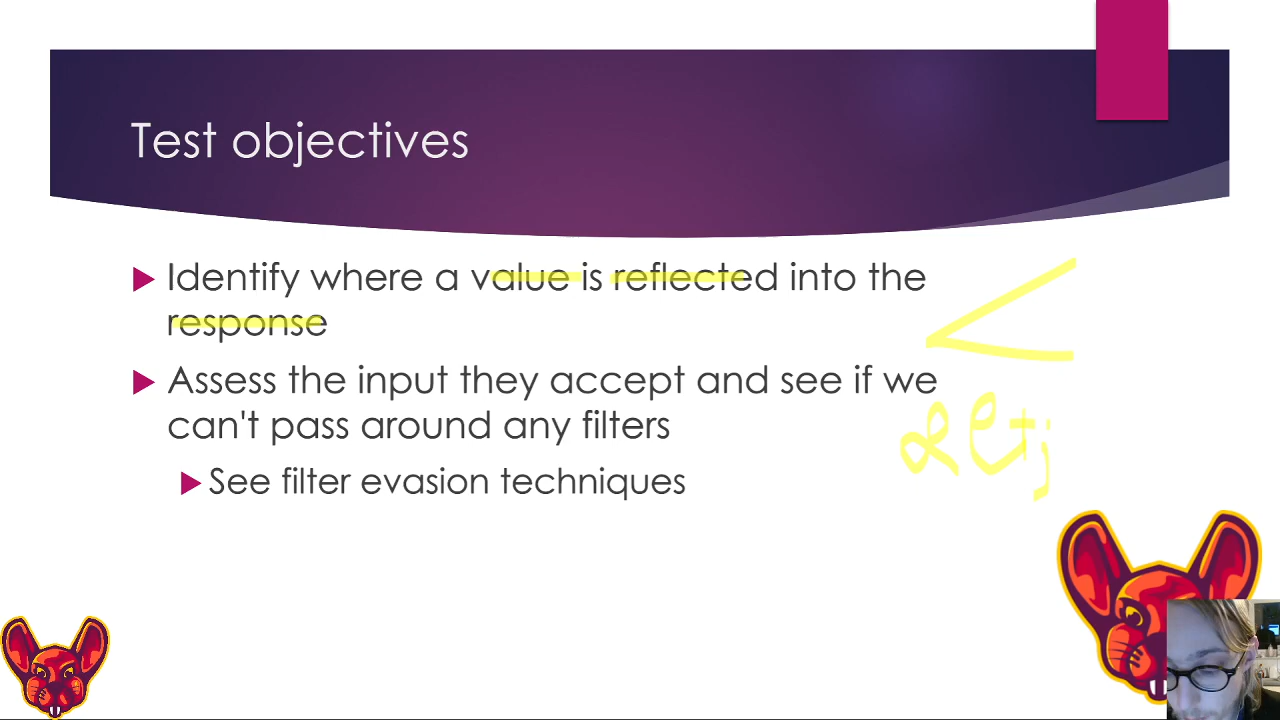 Test objectives
Identify where a value is reflected into the
response
<
Assess the input they accept and see if we
can't pass around any filters
See filter evasion techniques